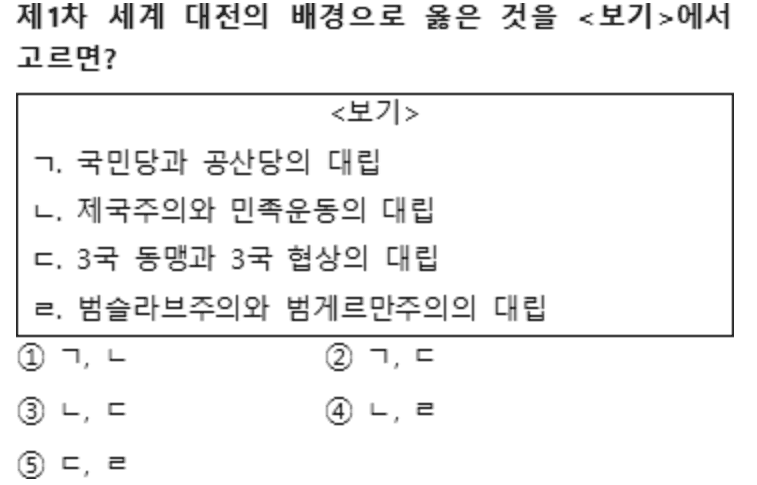 제1차 세계 대전의 배경으로 옳은 것을 <보기>에서
고르면?
<보기>
ㄱ. 국민당과 공산당의 대립
ㄴ. 제국주의와 민족운동의 대립
ㄷ. 3국 동맹과 3국 협상의 대립
ㄹ. 범슬라브주의와 범게르만주의의 대립
① ㄱ, ㄴ ② ㄱ, ㄷ
③ ㄴ, ㄷ ④ ㄴ, ㄹ
⑤ ㄷ, ㄹ